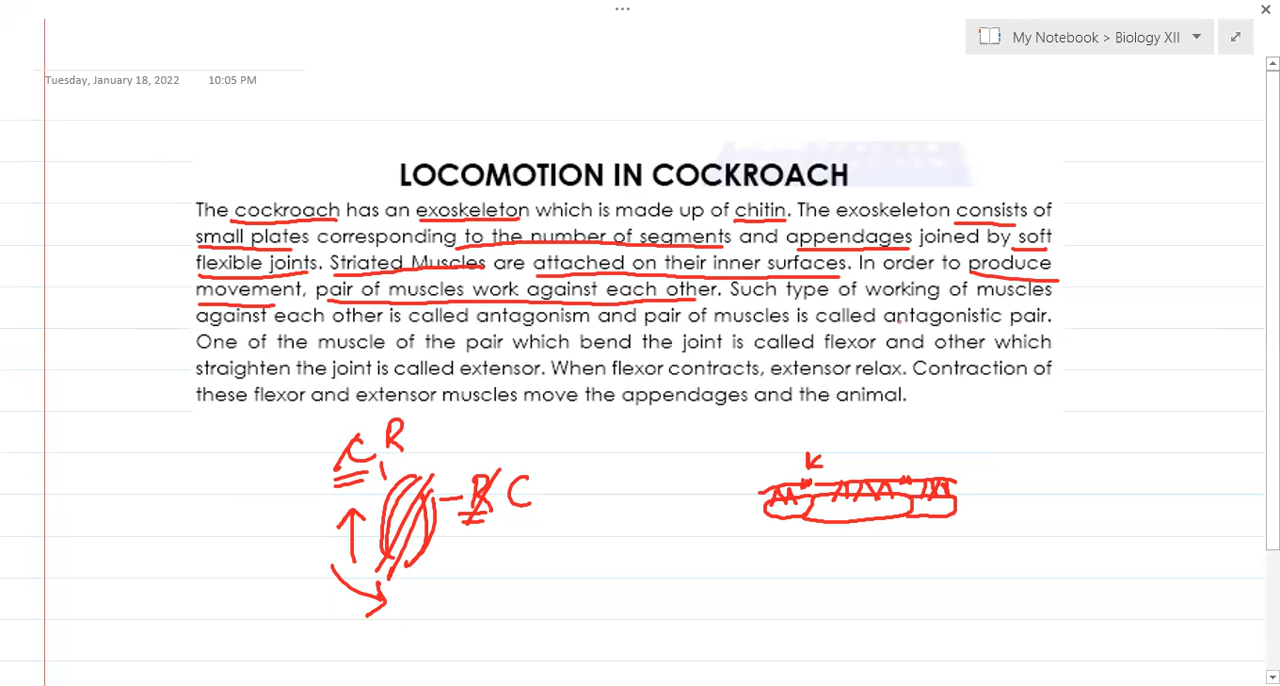 My Notebook > Biology XII
Tuesday, January 18, 2022 10:05 PM
LOCOMOTION IN COCKROACH
The cockroach has an exoskeleton which is made up of chitin. The exoskeleton consists of
small plates corresponding to the number of segments and appendages joined by soft
flexible joints. Striated Muscles are attached on their inner surfaces. In order to produce
movement, pair of muscles work against each other. Such type of working of muscles
against each other is called antagonism and pair of muscles is called antagonistic pair.
One of the muscle of the pair which bend the joint is called flexor and other which
straighten the joint is called extensor. When flexor contracts, extensor relax. Contraction of
these flexor and extensor muscles move the appendages and the animal.
C R
R C